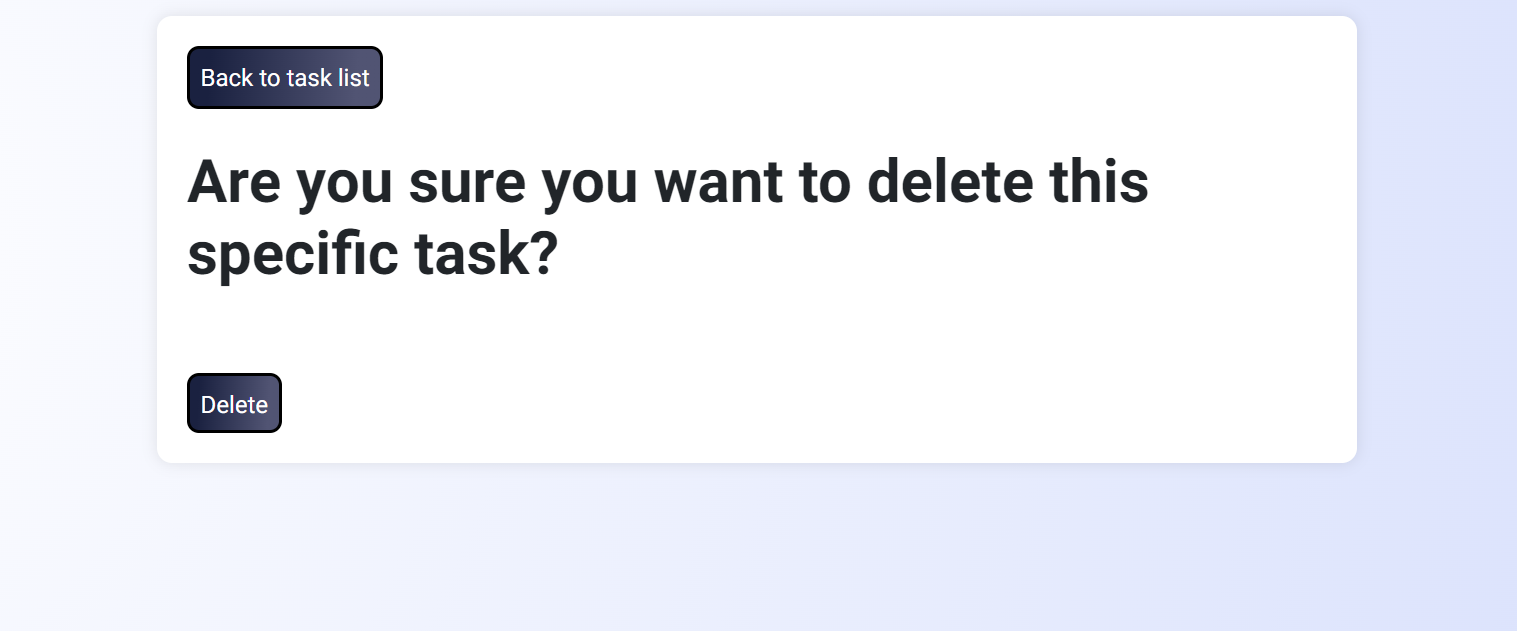 Back to task list
Are you sure you want to delete this
specific task?
Delete